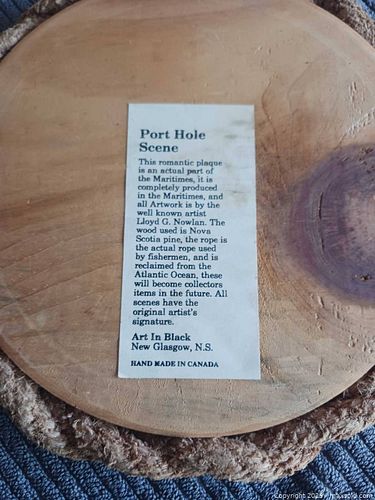 Port Hole
Scene
This romantic plaque
is an actual part of
the Maritimes, it is
completely produced
in the Maritimes, and
all Artwork is by the
well known artist
Lloyd G. Nowlan. The
wood used is Nova
Scotia pine, the rope is
the actual rope used
by fishermen, and is
reclaimed from the
Atlantic Ocean, these
will become collectors
items in the future. All
scenes have the
original artist's
signature.
Art In Black
New Glasgow, N.S.
HAND MADE IN CANADA